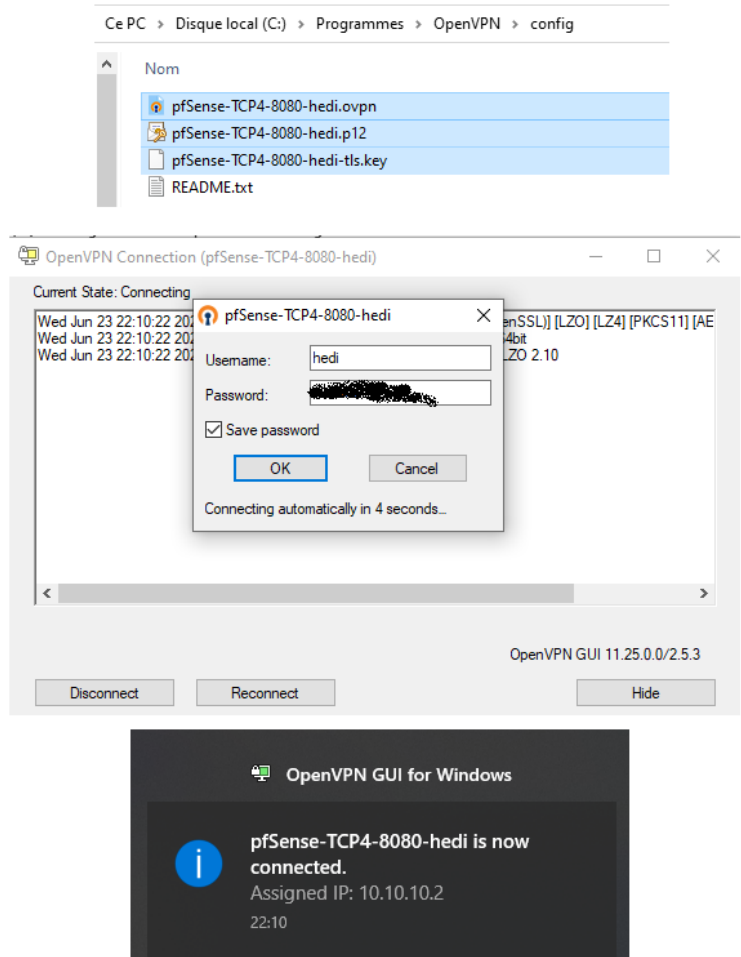 Ce PC > Disque local (C:) > Programmes > OpenVPN > config
Nom
pfSense-TCP4-8080-hedi.ovpn
pfSense-TCP4-8080-hedi.p12
pfSense-TCP4-8080-hedi-tls.key
README.txt
OpenVPN Connection (pfSense-TCP4-8080-hedi)
Current State: Connecting
Wed Jun 23 22:10:22 202 enSSL)] [LZO] [LZ4] [PKCS11] [AE
Wed Jun 23 22:10:22 202 64bit
Wed Jun 23 22:10:22 202 LZO 2.10
pfSense-TCP4-8080-hedi
Username: hedi
Password:
Save password
OK Cancel
Connecting automatically in 4 seconds...
OpenVPN GUI 11.25.0.0/2.5.3
Disconnect Reconnect Hide
OpenVPN GUI for Windows
pfSense-TCP4-8080-hedi is now
connected.
Assigned IP: 10.10.10.2
22:10